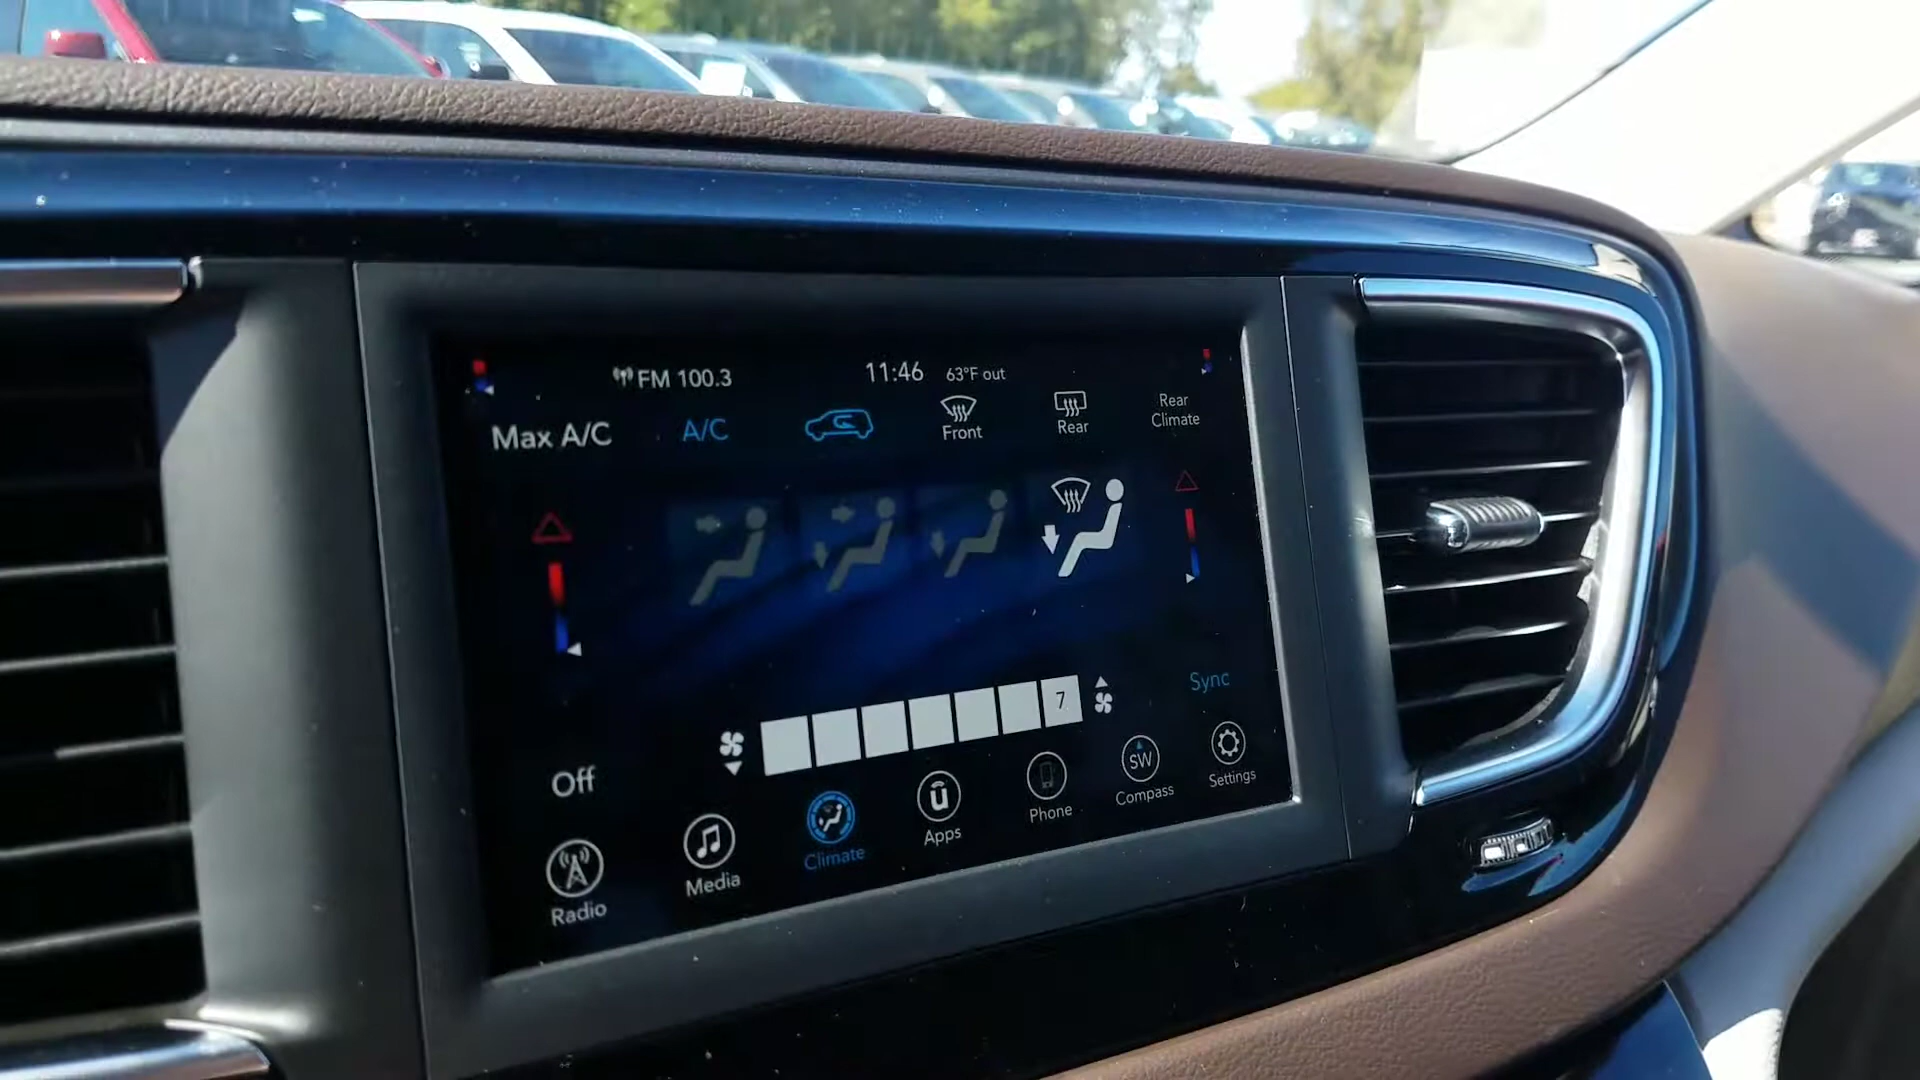 FM 100.3
11:46
63°F out
Max A/C
A/C
Front
Rear
Rear
Climate
7
Sync
Off
Radio
Media
Climate
Apps
Phone
SW
Compass
Settings